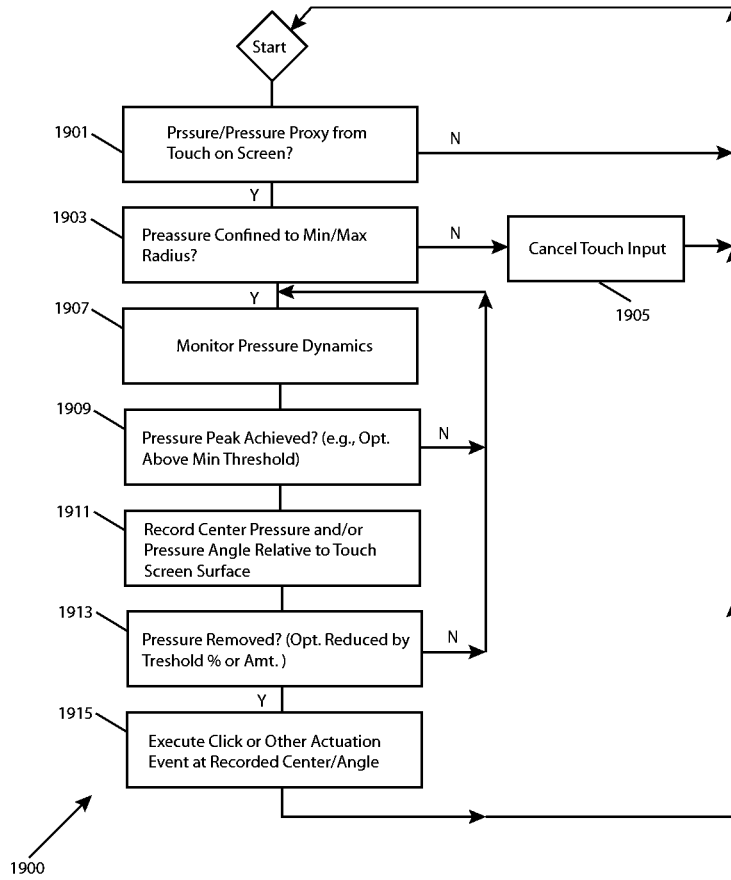 Start
1901
Prssure/Pressure Proxy from
Touch on Screen?
N
Y
1903
Preassure Confined to Min/Max
Radius?
N
Cancel Touch Input
1905
Y
1907
Monitor Pressure Dynamics
1909
Pressure Peak Achieved? (e.g., Opt.
Above Min Threshold)
N
1911
Record Center Pressure and/or
Pressure Angle Relative to Touch
Screen Surface
1913
Pressure Removed? (Opt. Reduced by
Treshold % or Amt. )
N
Y
1915
Execute Click or Other Actuation
Event at Recorded Center/Angle
1900